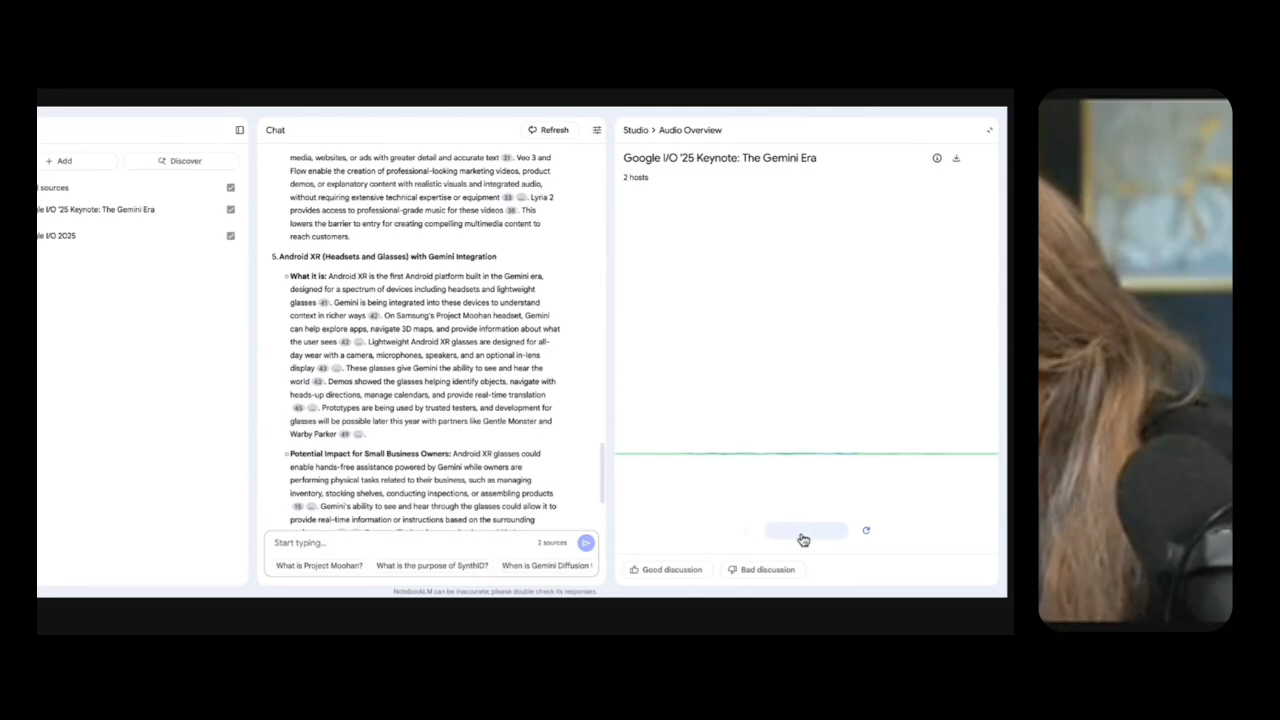 Add
Discover
sources
I/O '25 Keynote: The Gemini Era
I/O 2025
Chat
Refresh
media, websites, or ads with greater detail and accurate text 31 . Veo 3 and
Flow enable the creation of professional-looking marketing videos, product
demos, or explanatory content with realistic visuals and integrated audio,
without requiring extensive technical expertise or equipment 33 ... . Lyria 2
provides access to professional-grade music for these videos 38 . This
lowers the barrier to entry for creating compelling multimedia content to
reach customers.
5. Android XR (Headsets and Glasses) with Gemini Integration
What it is: Android XR is the first Android platform built in the Gemini era,
designed for a spectrum of devices including headsets and lightweight
glasses 41 . Gemini is being integrated into these devices to understand
context in richer ways 42 . On Samsung's Project Moohan headset, Gemini
can help explore apps, navigate 3D maps, and provide information about what
the user sees 42 ... . Lightweight Android XR glasses are designed for all-
day wear with a camera, microphones, speakers, and an optional in-lens
display 43 ... . These glasses give Gemini the ability to see and hear the
world 43 . Demos showed the glasses helping identify objects, navigate with
heads-up directions, manage calendars, and provide real-time translation
45 ... . Prototypes are being used by trusted testers, and development for
glasses will be possible later this year with partners like Gentle Monster and
Warby Parker 49 ... .
Potential Impact for Small Business Owners: Android XR glasses could
enable hands-free assistance powered by Gemini while owners are
performing physical tasks related to their business, such as managing
inventory, stocking shelves, conducting inspections, or assembling products
15 ... . Gemini's ability to see and hear through the glasses could allow it to
provide real-time information or instructions based on the surrounding
Start typing...
2 sources
What is Project Moohan?
What is the purpose of SynthID?
When is Gemini Diffusion
NotebookLM can be inaccurate; please double check its responses.
Studio > Audio Overview
Google I/O '25 Keynote: The Gemini Era
2 hosts
Good discussion
Bad discussion